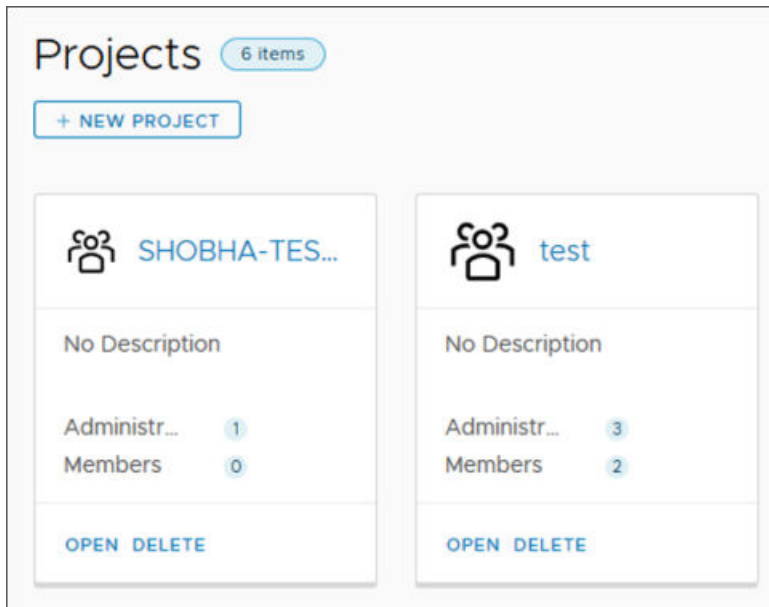 Projects 6 items
+ NEW PROJECT
SHOBHA-TES...
No Description
Administr... 1
Members 0
OPEN DELETE
test
No Description
Administr... 3
Members 2
OPEN DELETE